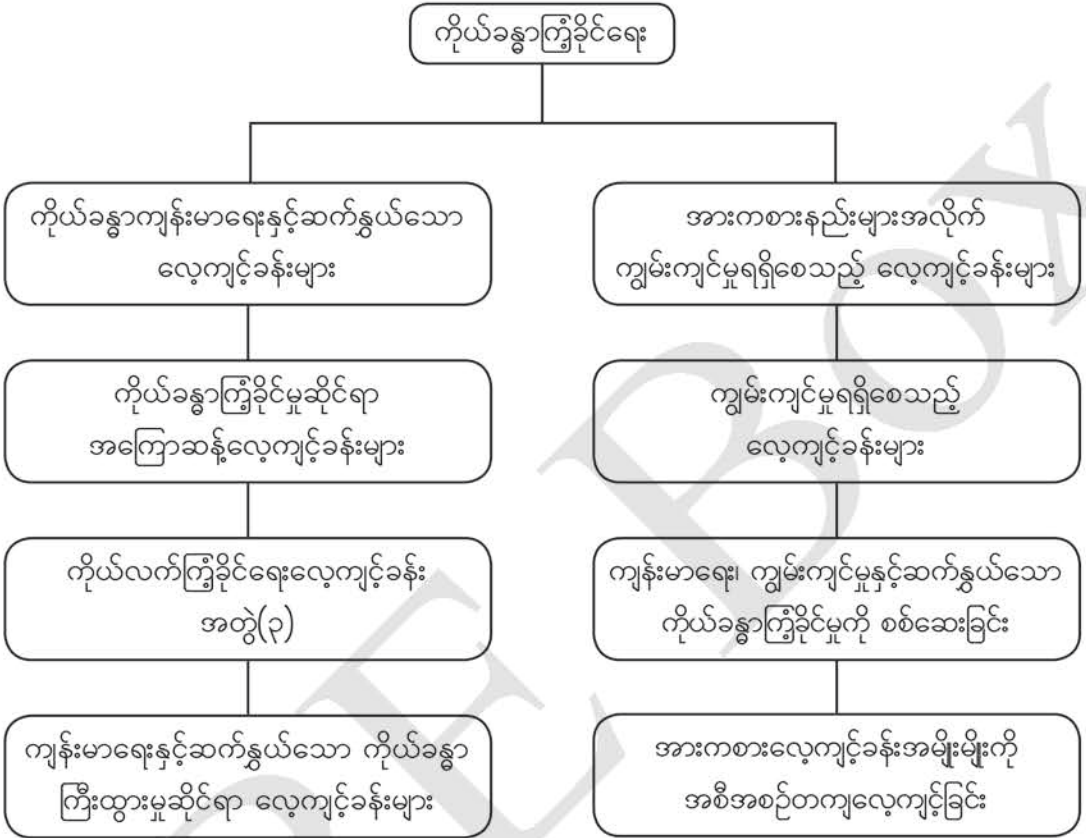 ကိုယ်ခန္ဓာကြံ့ခိုင်ရေး
ကိုယ်ခန္ဓာကျန်းမာရေးနှင့်ဆက်နွှယ်သော
လေ့ကျင့်ခန်းများ
ကိုယ်ခန္ဓာကြံ့ခိုင်မှုဆိုင်ရာ
အကြောဆန့်လေ့ကျင့်ခန်းများ
ကိုယ်လက်ကြံ့ခိုင်ရေးလေ့ကျင့်ခန်း
အတွဲ(၃)
ကျန်းမာရေးနှင့်ဆက်နွှယ်သော ကိုယ်ခန္ဓာ
ကြီးထွားမှုဆိုင်ရာ လေ့ကျင့်ခန်းများ
အားကစားနည်းများအလိုက်
ကျွမ်းကျင်မှုရရှိစေသည့် လေ့ကျင့်ခန်းများ
ကျွမ်းကျင်မှုရရှိစေသည့်
လေ့ကျင့်ခန်းများ
ကျန်းမာရေး၊ ကျွမ်းကျင်မှုနှင့်ဆက်နွှယ်သော
ကိုယ်ခန္ဓာကြံ့ခိုင်မှုကို စစ်ဆေးခြင်း
အားကစားလေ့ကျင့်ခန်းအမျိုးမျိုးကို
အစီအစဉ်တကျလေ့ကျင့်ခြင်း
PE Box